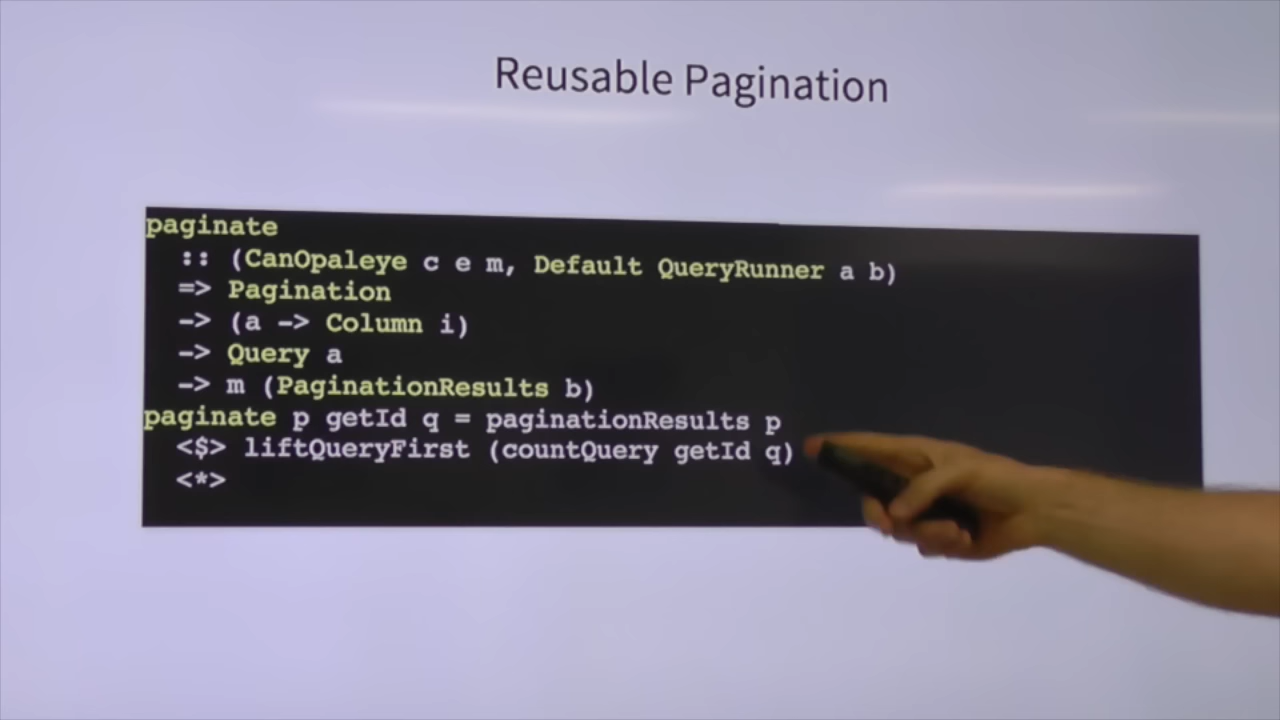 Reusable Pagination
paginate
:: (CanOpaleye c e m, Default QueryRunner a b)
=> Pagination
-> (a -> Column i)
-> Query a
-> m (PaginationResults b)
paginate p getId q = paginationResults p
<$> liftQueryFirst (countQuery getId q)
<*>